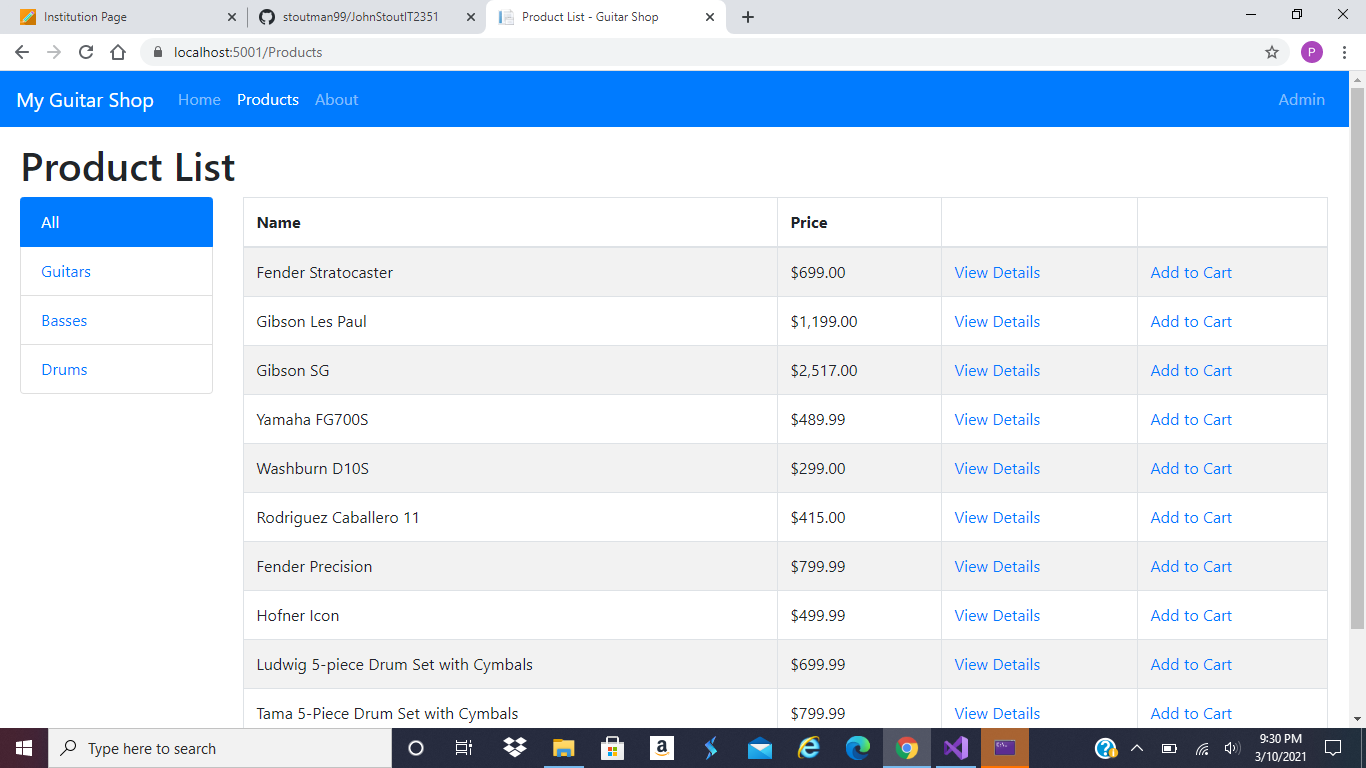 Institution Page
stoutman99/JohnStoutIT2351
Product List - Guitar Shop
localhost:5001/Products
P
My Guitar Shop Home Products About Admin
Product List
All
Guitars
Basses
Drums
Name Price
Fender Stratocaster $699.00 View Details Add to Cart
Gibson Les Paul $1,199.00 View Details Add to Cart
Gibson SG $2,517.00 View Details Add to Cart
Yamaha FG700S $489.99 View Details Add to Cart
Washburn D10S $299.00 View Details Add to Cart
Rodriguez Caballero 11 $415.00 View Details Add to Cart
Fender Precision $799.99 View Details Add to Cart
Hofner Icon $499.99 View Details Add to Cart
Ludwig 5-piece Drum Set with Cymbals $699.99 View Details Add to Cart
Tama 5-Piece Drum Set with Cymbals $799.99 View Details Add to Cart
Type here to search
9:30 PM
3/10/2021